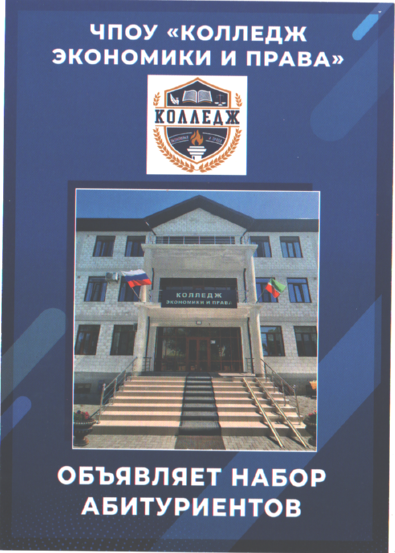 ЧПОУ «КОЛЛЕДЖ
ЭКОНОМИКИ И ПРАВА»
КОЛЛЕДЖ
КОЛЛЕДЖ
ЭКОНОМИКИ И ПРАВА
ОБЪЯВЛЯЕТ НАБОР
АБИТУРИЕНТОВ